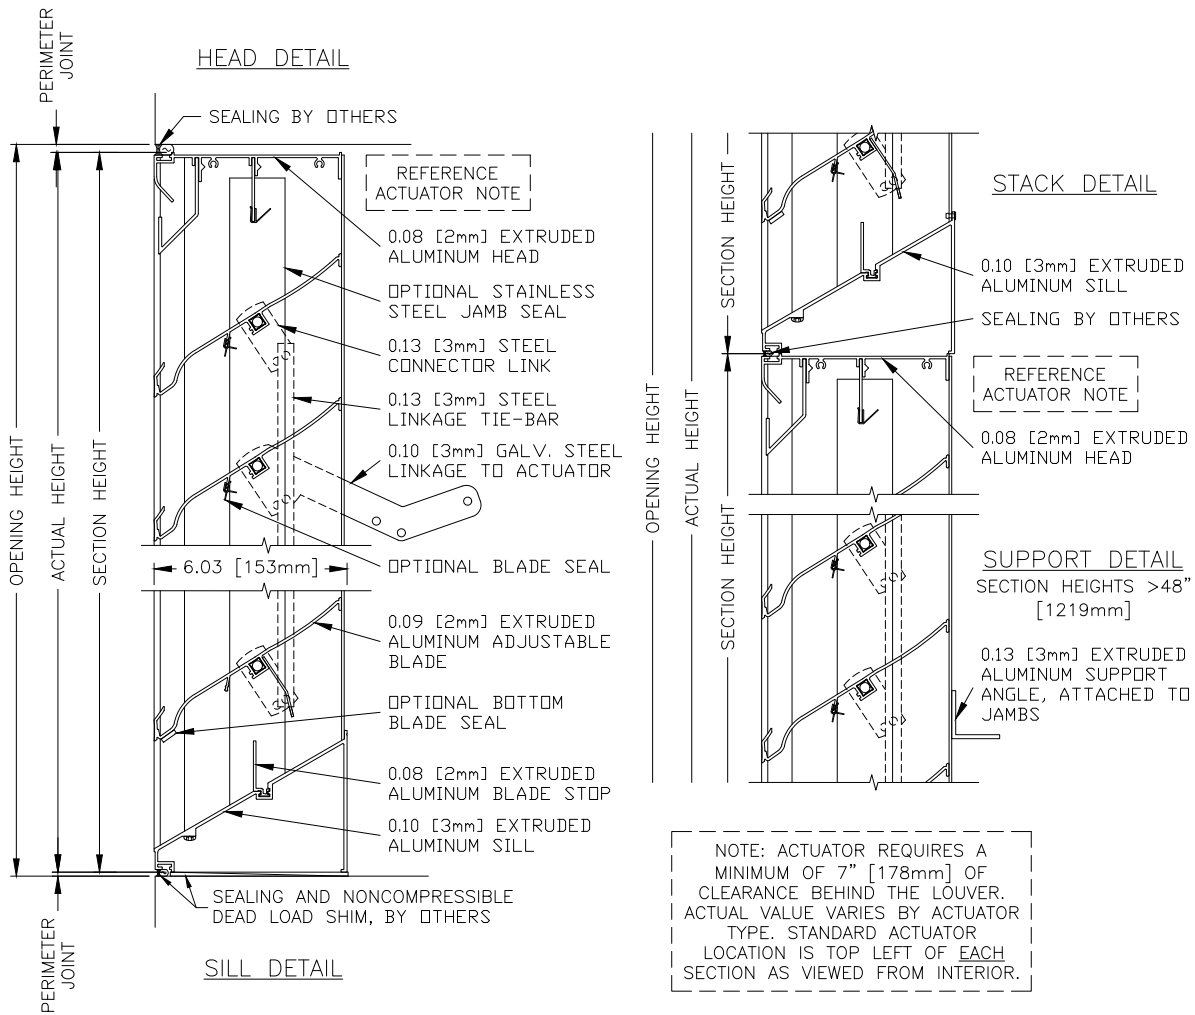 PERIMETER
JOINT
HEAD DETAIL
SEALING BY OTHERS
REFERENCE
ACTUATOR NOTE
0.08 [2mm] EXTRUDED
ALUMINUM HEAD
OPTIONAL STAINLESS
STEEL JAMB SEAL
0.13 [3mm] STEEL
CONNECTOR LINK
0.13 [3mm] STEEL
LINKAGE TIE-BAR
0.10 [3mm] GALV. STEEL
LINKAGE TO ACTUATOR
OPENING HEIGHT
ACTUAL HEIGHT
SECTION HEIGHT
6.03 [153mm]
OPTIONAL BLADE SEAL
0.09 [2mm] EXTRUDED
ALUMINUM ADJUSTABLE
BLADE
OPTIONAL BOTTOM
BLADE SEAL
0.08 [2mm] EXTRUDED
ALUMINUM BLADE STOP
0.10 [3mm] EXTRUDED
ALUMINUM SILL
SEALING AND NONCOMPRESSIBLE
DEAD LOAD SHIM, BY OTHERS
PERIMETER
JOINT
SILL DETAIL
SECTION HEIGHT
STACK DETAIL
0.10 [3mm] EXTRUDED
ALUMINUM SILL
SEALING BY OTHERS
REFERENCE
ACTUATOR NOTE
0.08 [2mm] EXTRUDED
ALUMINUM HEAD
OPENING HEIGHT
ACTUAL HEIGHT
SECTION HEIGHT
SUPPORT DETAIL
SECTION HEIGHTS >48”
[1219mm]
0.13 [3mm] EXTRUDED
ALUMINUM SUPPORT
ANGLE, ATTACHED TO
JAMBS
NOTE: ACTUATOR REQUIRES A
MINIMUM OF 7” [178mm] OF
CLEARANCE BEHIND THE LOUVER.
ACTUAL VALUE VARIES BY ACTUATOR
TYPE. STANDARD ACTUATOR
LOCATION IS TOP LEFT OF EACH
SECTION AS VIEWED FROM INTERIOR.